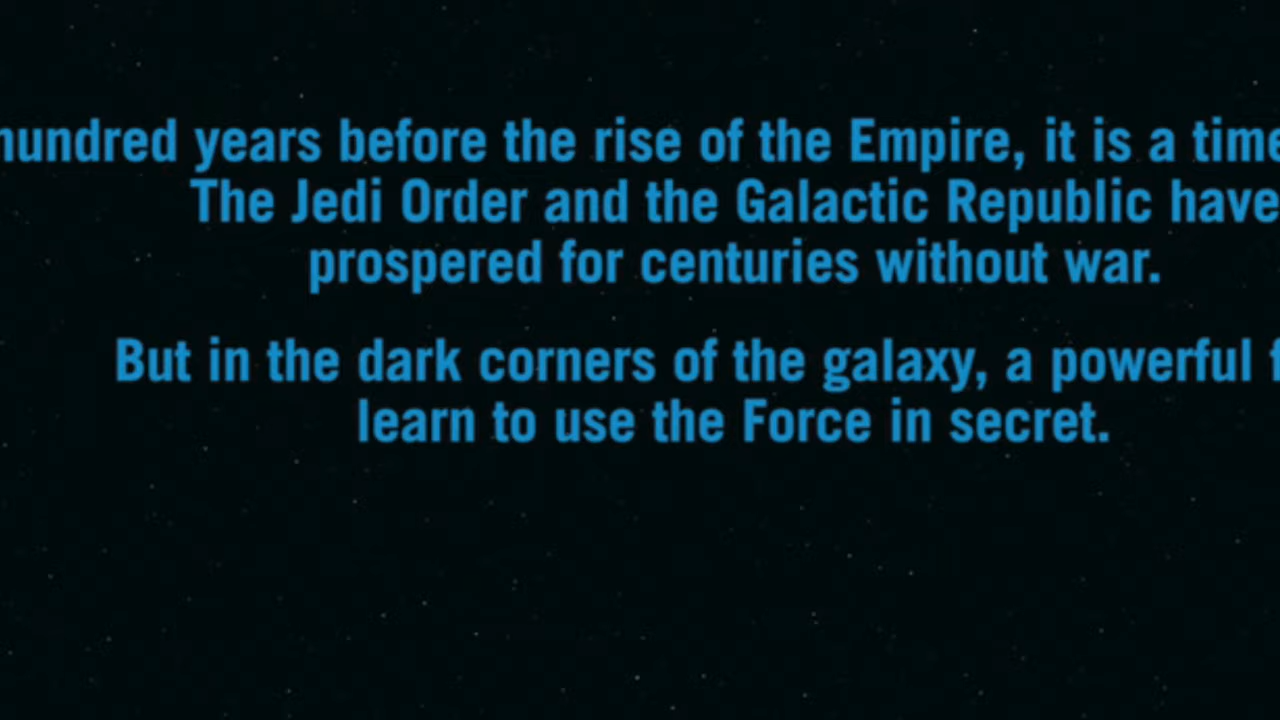 hundred years before the rise of the Empire, it is a time
The Jedi Order and the Galactic Republic have
prospered for centuries without war.
But in the dark corners of the galaxy, a powerful
learn to use the Force in secret.